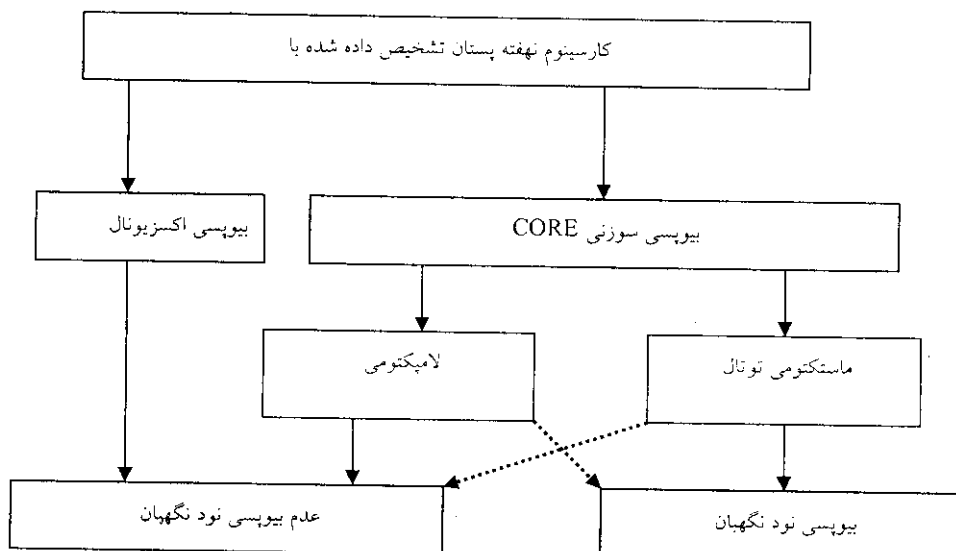 کارسینوم نهفته پستان تشخیص داده شده با
بیوپسی سوزنی CORE
بیوپسی اکسزیونال
ماستکتومی توتال
لامپکتومی
بیوپسی نود نگهبان
عدم بیوپسی نود نگهبان